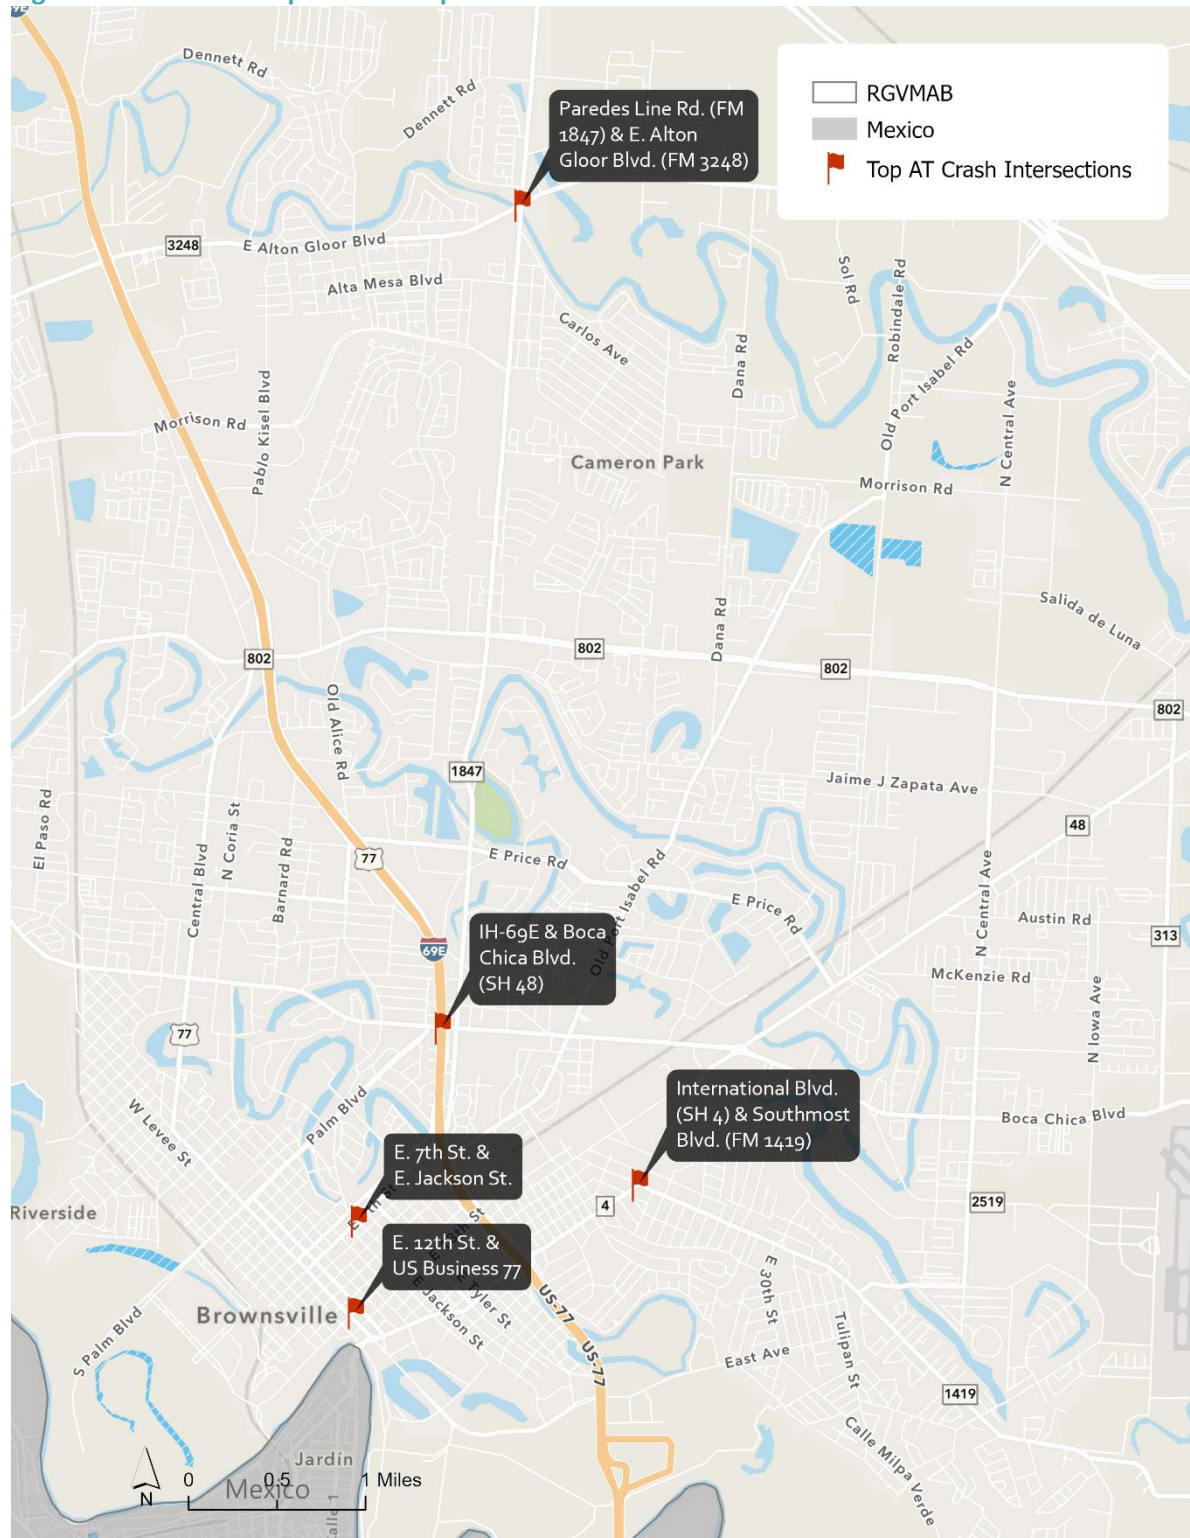 69E
Dennett Rd
Dennett Rd
Paredes Line Rd. (FM
1847) & E. Alton
Gloor Blvd. (FM 3248)
RGVMAB
Mexico
Top AT Crash Intersections
3248
E Alton Gloor Blvd
Alta Mesa Blvd
Sol Rd
Robindale Rd
Carlos Ave
Dana Rd
Old Port Isabel Rd
N Central Ave
Pablo Kisel Blvd
Morrison Rd
Cameron Park
Morrison Rd
Salida de Luna
Dana Rd
802
802
802
802
Old Alice Rd
1847
Jaime J Zapata Ave
El Paso Rd
N Coria St
48
Central Blvd
Barnard Rd
77
E Price Rd
Old Port Isabel Rd
E Price Rd
N Central Ave
Austin Rd
313
69E
IH-69E & Boca
Chica Blvd.
(SH 48)
McKenzie Rd
N Iowa Ave
77
W Levee St
Palm Blvd
International Blvd.
(SH 4) & Southmost
Blvd. (FM 1419)
Boca Chica Blvd
E. 7th St. &
E. Jackson St.
4
2519
Riverside
E. 12th St. &
US Business 77
E 30th St
E Tyler St
E Jackson St
US-77
US-77
Brownsville
S Palm Blvd
Tulipan St
East Ave
1419
Calle Milpa Verde
Jardín
0 0.5 1 Miles
Mexico
N